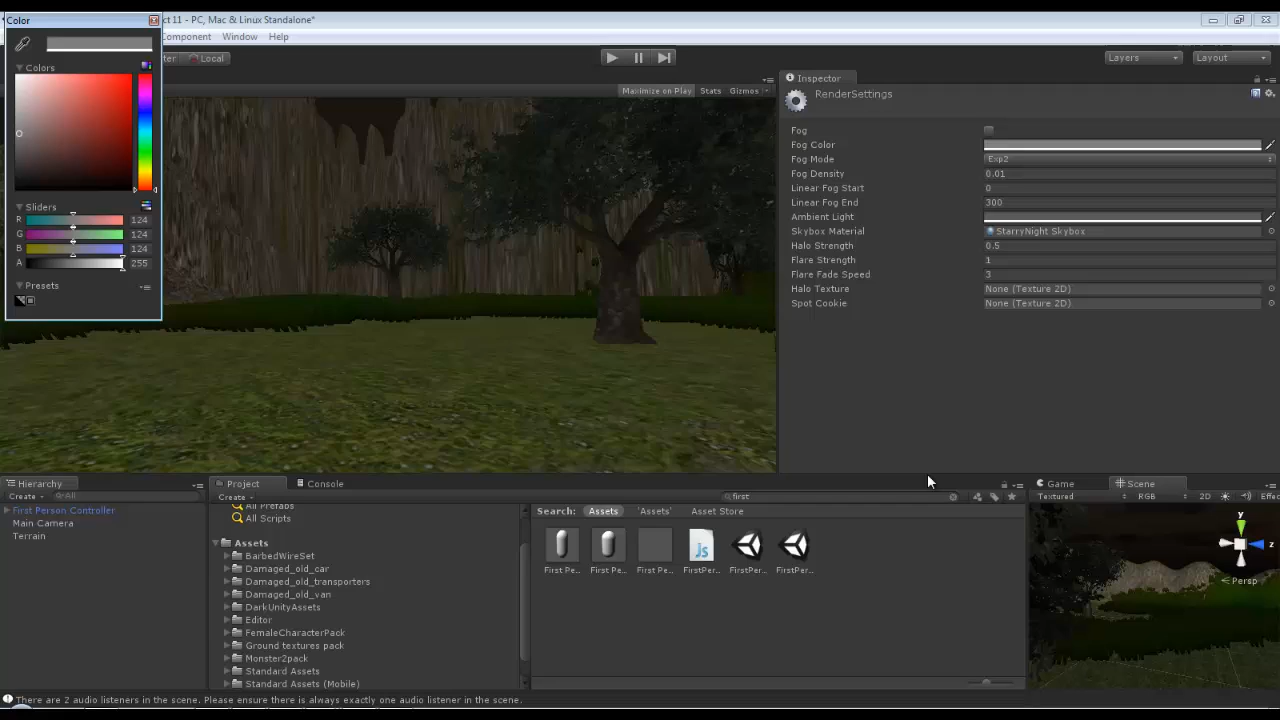 Color
ct 11 - PC, Mac & Linux Standalone*
Component Window Help
ter Local
Layers Layout
Colors
Sliders
R 124
G 124
B 124
A 255
Presets
Maximize on Play Stats Gizmos
Inspector
RenderSettings
Fog
Fog Color
Fog Mode Exp2
Fog Density 0.01
Linear Fog Start 0
Linear Fog End 300
Ambient Light
Skybox Material StarryNight Skybox
Halo Strength 0.5
Flare Strength 1
Flare Fade Speed 3
Halo Texture None (Texture 2D)
Spot Cookie None (Texture 2D)
Hierarchy
Create All
First Person Controller
Main Camera
Terrain
Project Console
Create first
All Prefabs
All Scripts
Assets
BarbedWireSet
Damaged_old_car
Damaged_old_transporters
Damaged_old_van
DarkUnityAssets
Editor
FemaleCharacterPack
Ground textures pack
Monster2pack
Standard Assets
Standard Assets (Mobile)
Search: Assets 'Assets' Asset Store
Js
First Pe.. First Pe.. First Pe.. FirstPer.. FirstPer.. FirstPer..
Game Scene
Textured RGB 2D Effec
y
z
Persp
There are 2 audio listeners in the scene. Please ensure there is always exactly one audio listener in the scene.